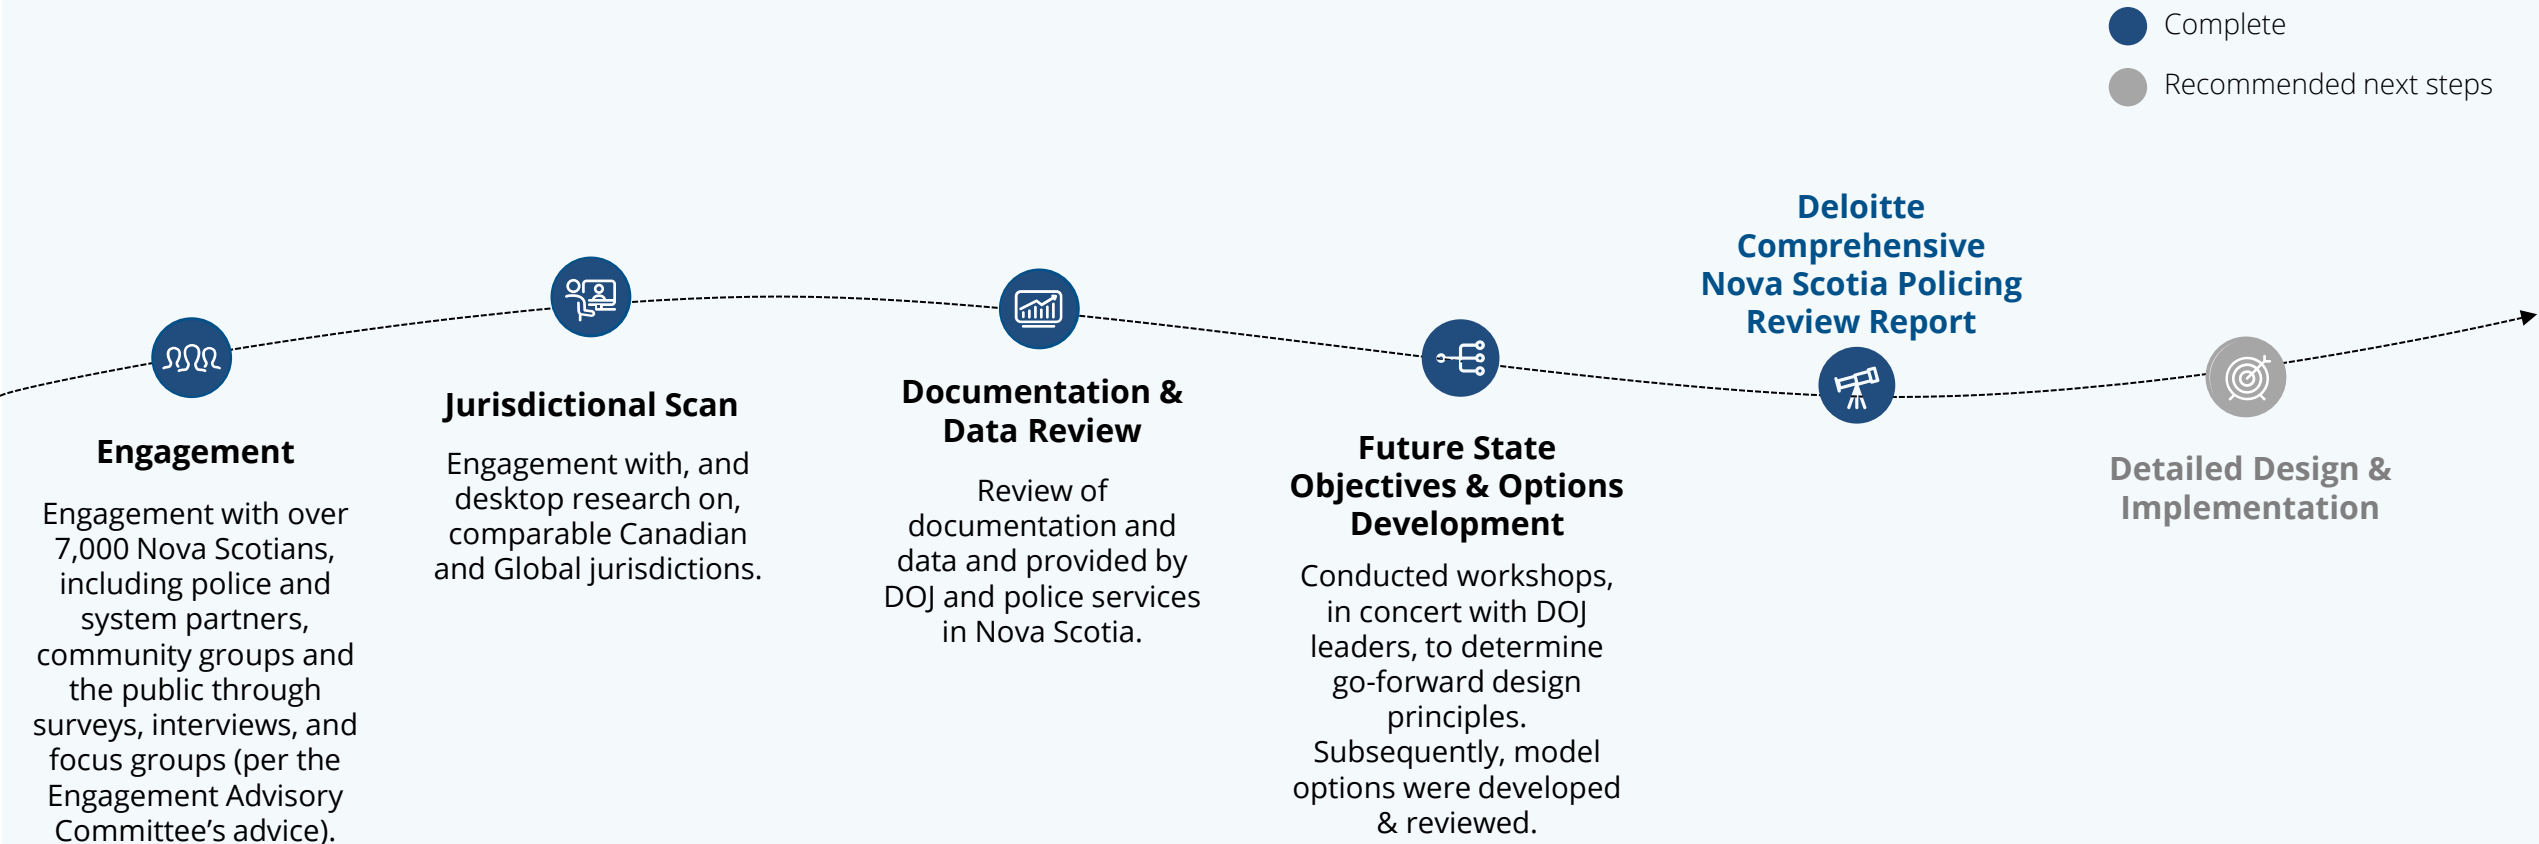 Complete
Recommended next steps
Engagement
Engagement with over
7,000 Nova Scotians,
including police and
system partners,
community groups and
the public through
surveys, interviews, and
focus groups (per the
Engagement Advisory
Committee’s advice).
Jurisdictional Scan
Engagement with, and
desktop research on,
comparable Canadian
and Global jurisdictions.
Documentation &
Data Review
Review of
documentation and
data and provided by
DOJ and police services
in Nova Scotia.
Future State
Objectives & Options
Development
Conducted workshops,
in concert with DOJ
leaders, to determine
go-forward design
principles.
Subsequently, model
options were developed
& reviewed.
Deloitte
Comprehensive
Nova Scotia Policing
Review Report
Detailed Design &
Implementation